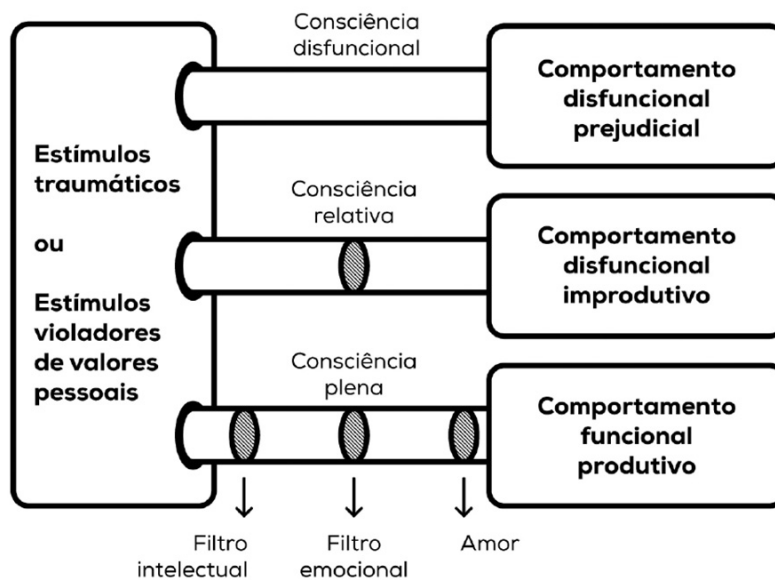 Estímulos
traumáticos
ou
Estímulos
violadores
de valores
pessoais
Consciência
disfuncional
Comportamento
disfuncional
prejudicial
Consciência
relativa
Comportamento
disfuncional
improdutivo
Consciência
plena
Comportamento
funcional
produtivo
Filtro
intelectual
Filtro
emocional
Amor